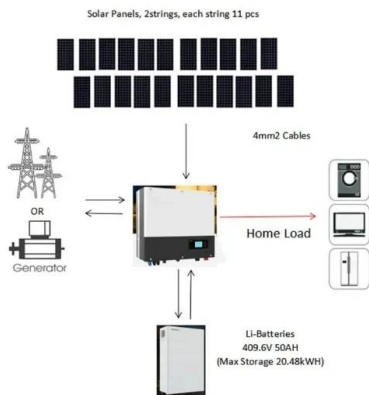 Solar Panels, 2strings, each string 11 pcs
4mm2 Cables
OR
Generator
Home Load
Li-Batteries
409.6V 50AH
(Max Storage 20.48kWH)